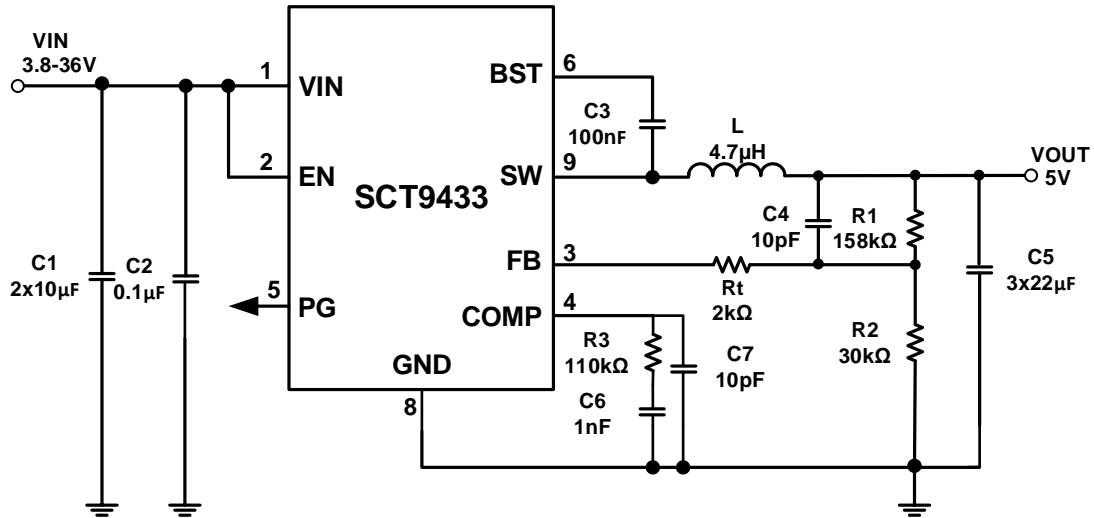 VIN
3.8-36V
1
VIN
2
EN
SCT9433
BST
6
C3
100nF
SW
9
L
4.7µH
VOUT
5V
C4
10pF
R1
158kΩ
FB
3
Rt
2kΩ
C5
3x22µF
C1
2x10µF
C2
0.1µF
5
PG
COMP
4
R3
110kΩ
C7
10pF
R2
30kΩ
GND
8
C6
1nF